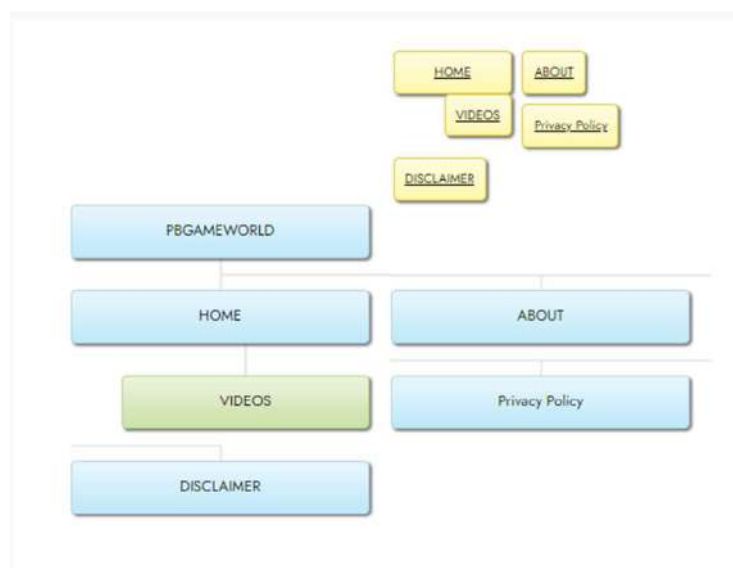 HOME
ABOUT
VIDEOS
Privacy Policy
DISCLAIMER
PBGAMEWORLD
HOME
ABOUT
VIDEOS
Privacy Policy
DISCLAIMER